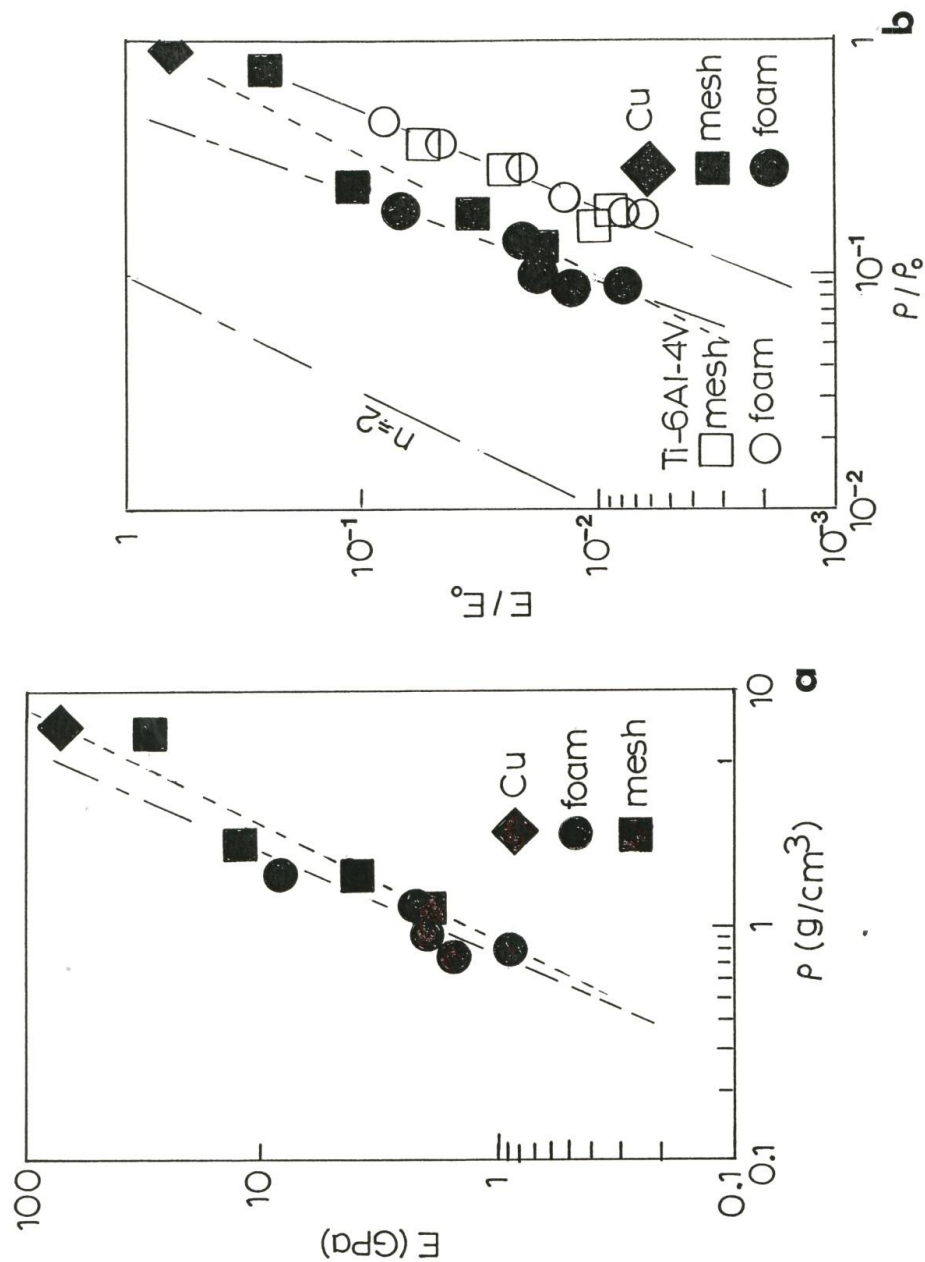 100
10
1
0.1
E (GPa)
0.1
1
10
ρ (g/cm³)
Cu
foam
mesh
a
1
10⁻¹
10⁻²
10⁻³
E / E₀
10⁻²
10⁻¹
1
ρ / ρ₀
n≐2
Ti-6Al-4V
mesh
foam
Cu
mesh
foam
b